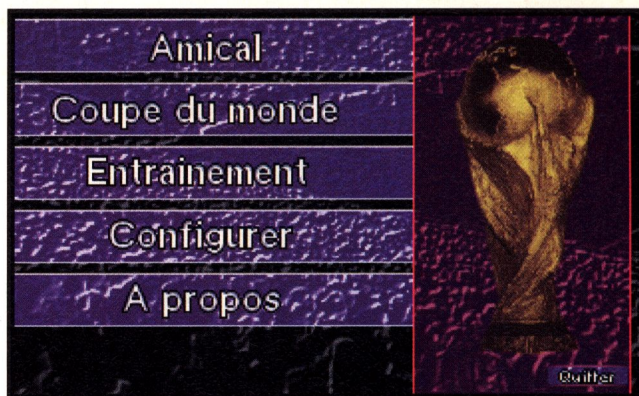 Amical
Coupe du monde
Entrainement
Configurer
A propos
Quitter